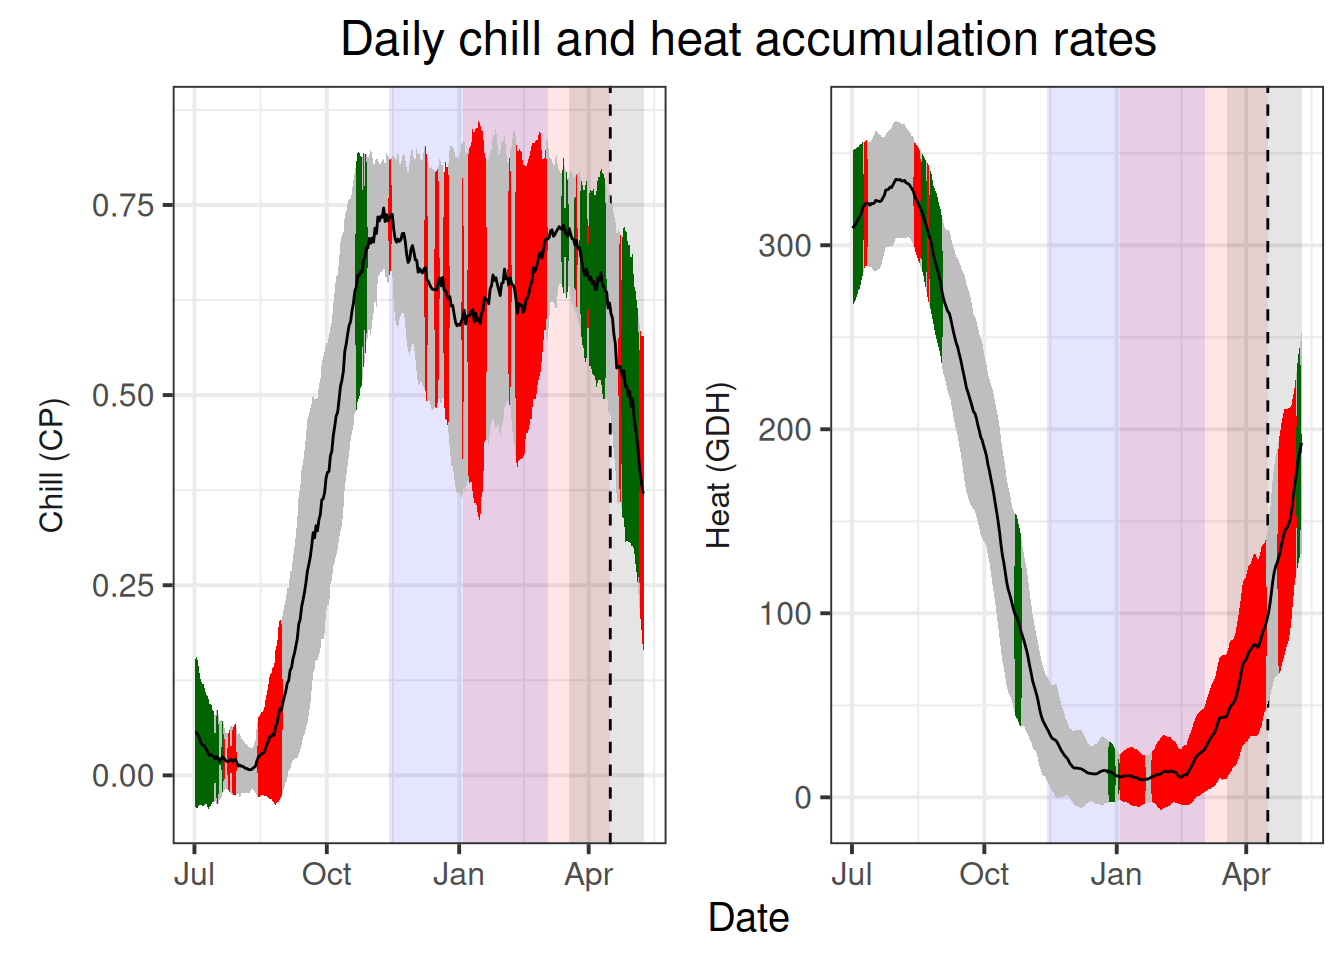 Daily chill and heat accumulation rates
Chill (CP)
0.75
0.50
0.25
0.00
Jul Oct Jan Apr
Heat (GDH)
300
200
100
0
Jul Oct Jan Apr
Date